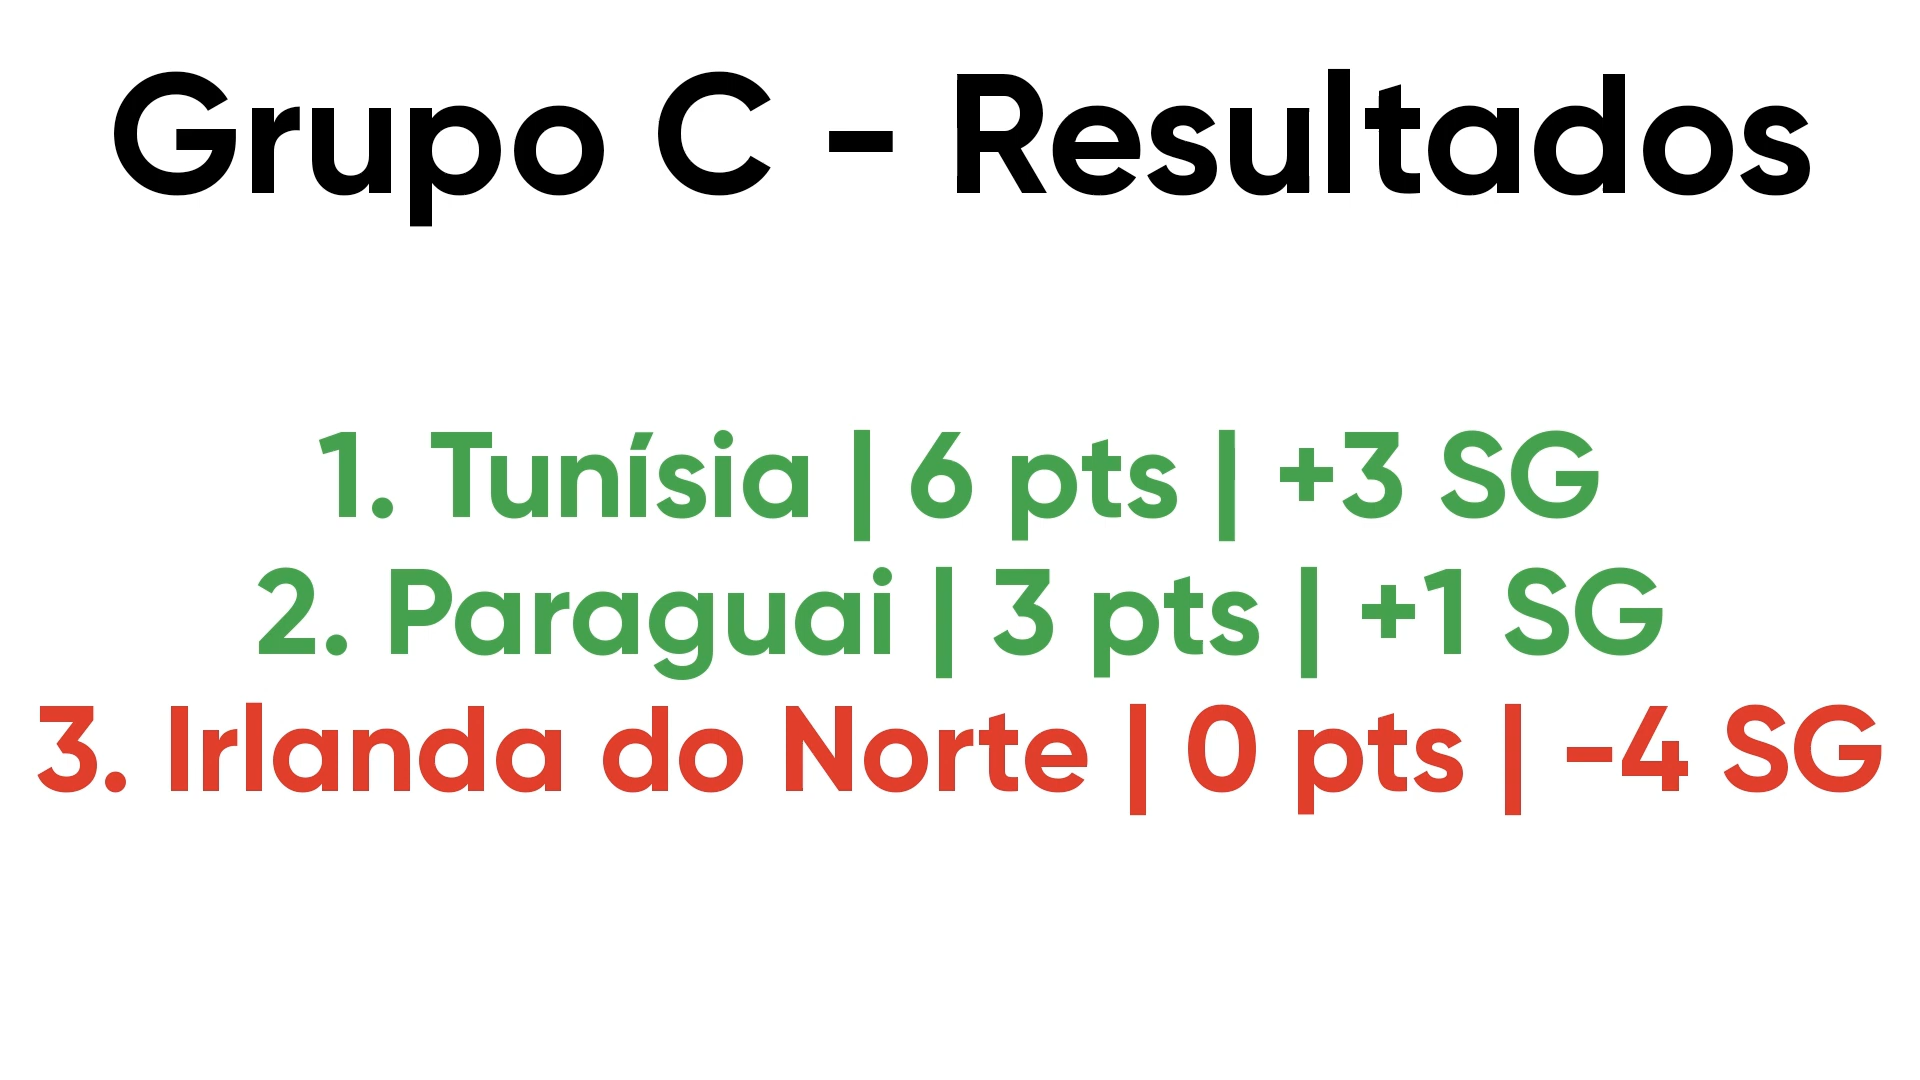 Grupo C - Resultados
1. Tunísia | 6 pts | +3 SG
2. Paraguai | 3 pts | +1 SG
3. Irlanda do Norte | 0 pts | -4 SG